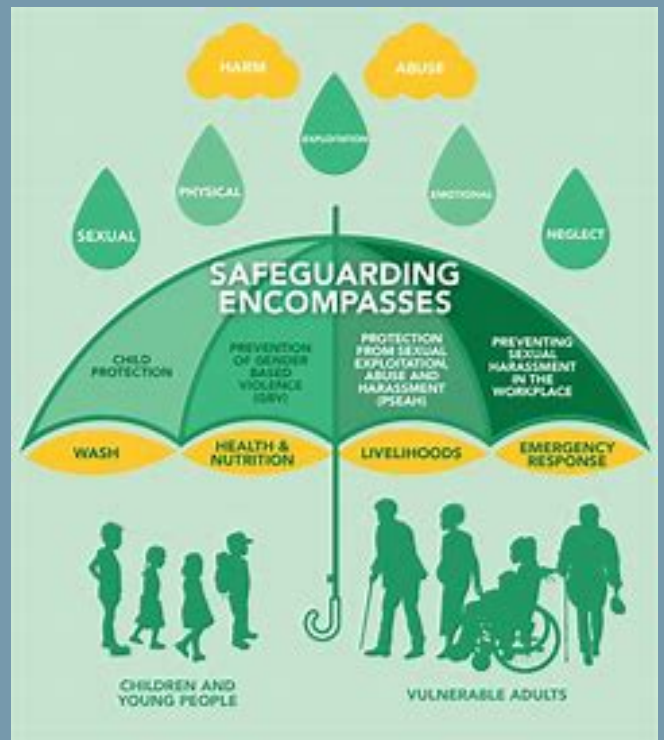 HARM
ABUSE
EXPLOITATION
PHYSICAL
EMOTIONAL
SEXUAL
NEGLECT
SAFEGUARDING
ENCOMPASSES
CHILD
PROTECTION
PREVENTION
OF GENDER
BASED
VIOLENCE
(GBV)
PROTECTION
FROM SEXUAL
EXPLOITATION,
ABUSE AND
HARASSMENT
(PSEAH)
PREVENTING
SEXUAL
HARASSMENT
IN THE
WORKPLACE
WASH
HEALTH &
NUTRITION
LIVELIHOODS
EMERGENCY
RESPONSE
CHILDREN AND
YOUNG PEOPLE
VULNERABLE ADULTS